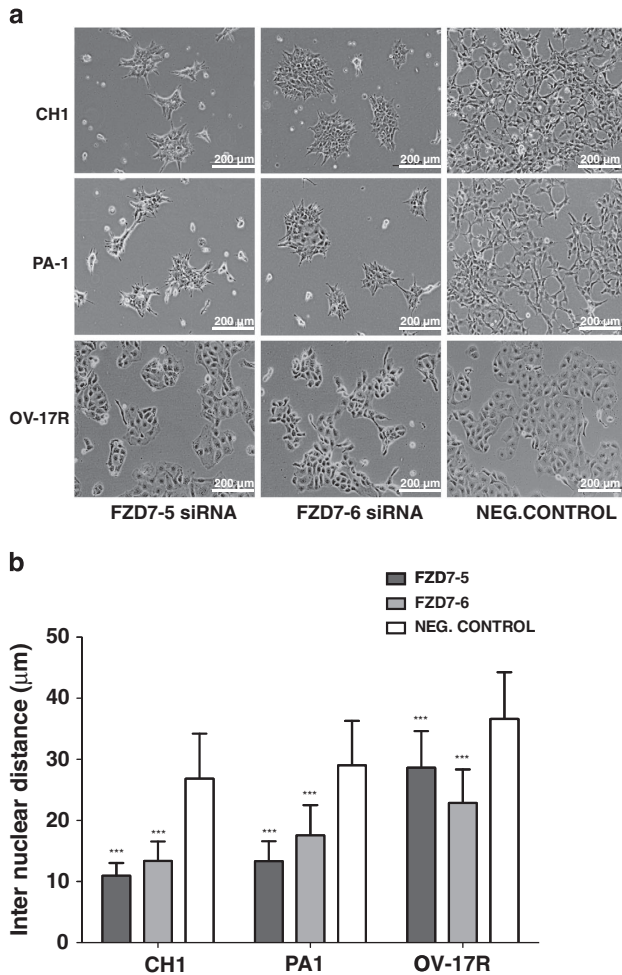 a
CH1
200 μm
200 μm
200 μm
PA-1
200 μm
200 μm
200 μm
OV-17R
200 μm
200 μm
200 μm
FZD7-5 siRNA
FZD7-6 siRNA
NEG.CONTROL
b
FZD7-5
FZD7-6
NEG. CONTROL
Inter nuclear distance (μm)
50
40
30
20
10
0
***
***
***
***
***
***
CH1
PA1
OV-17R